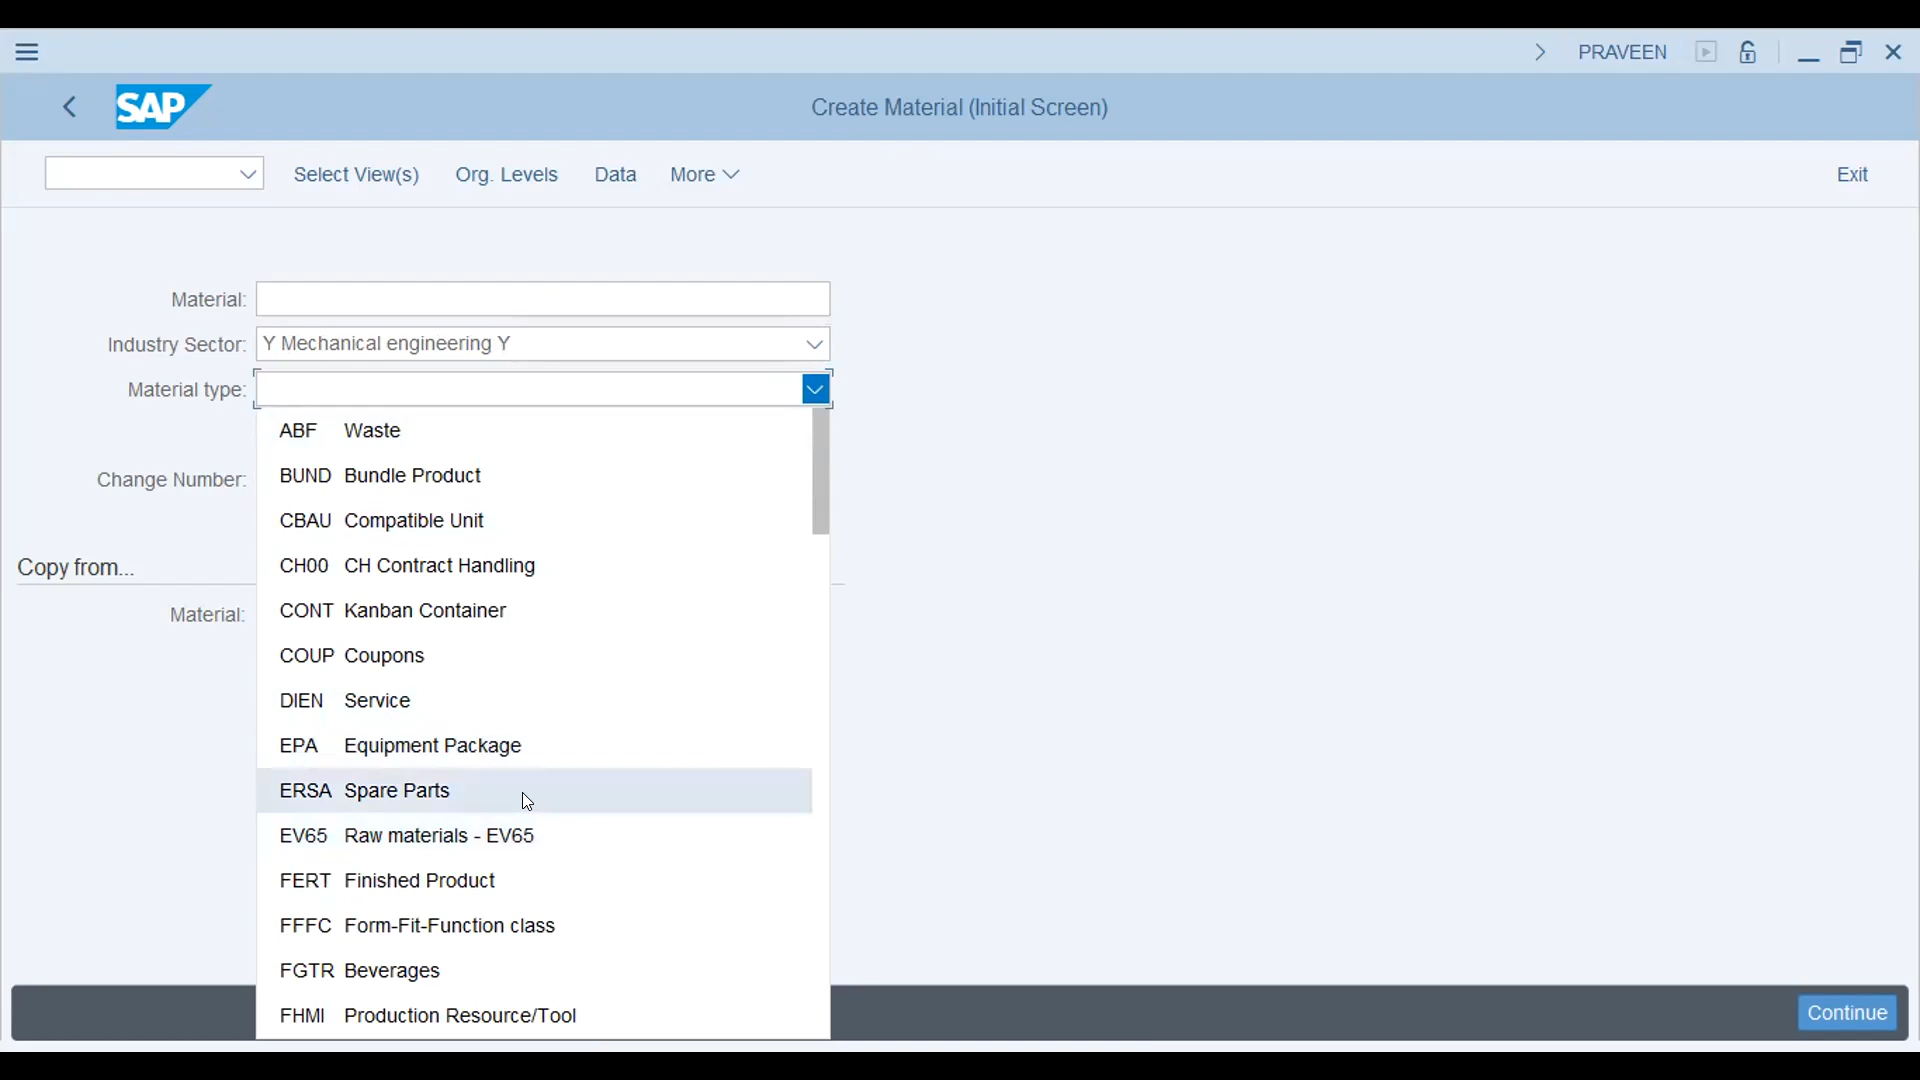 PRAVEEN
SAP
Create Material (Initial Screen)
Select View(s) Org. Levels Data More Exit
Material:
Industry Sector: Y Mechanical engineering Y
Material type:
ABF Waste
BUND Bundle Product
Change Number:
CBAU Compatible Unit
CH00 CH Contract Handling
Copy from...
CONT Kanban Container
Material:
COUP Coupons
DIEN Service
EPA Equipment Package
ERSA Spare Parts
EV65 Raw materials - EV65
FERT Finished Product
FFFC Form-Fit-Function class
FGTR Beverages
FHMI Production Resource/Tool
Continue